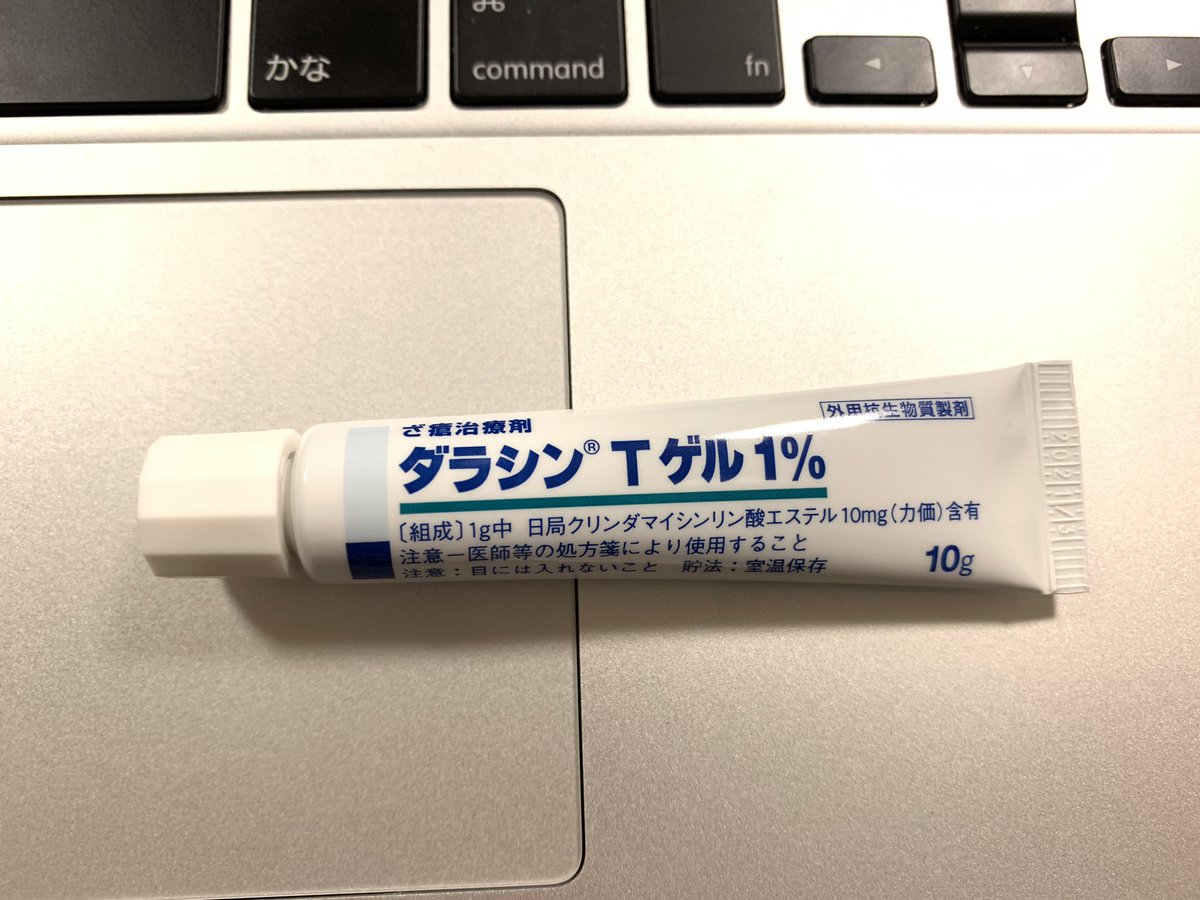 ⌘
かな
command
fn
◀
▼
▶
ざ瘡治療剤
外用抗生物質製剤
ダラシン® Tゲル1%
〔組成〕1g中 日局クリンダマイシンリン酸エステル10mg(力価)含有
注意-医師等の処方箋により使用すること
注意:目には入れないこと 貯法:室温保存
10g